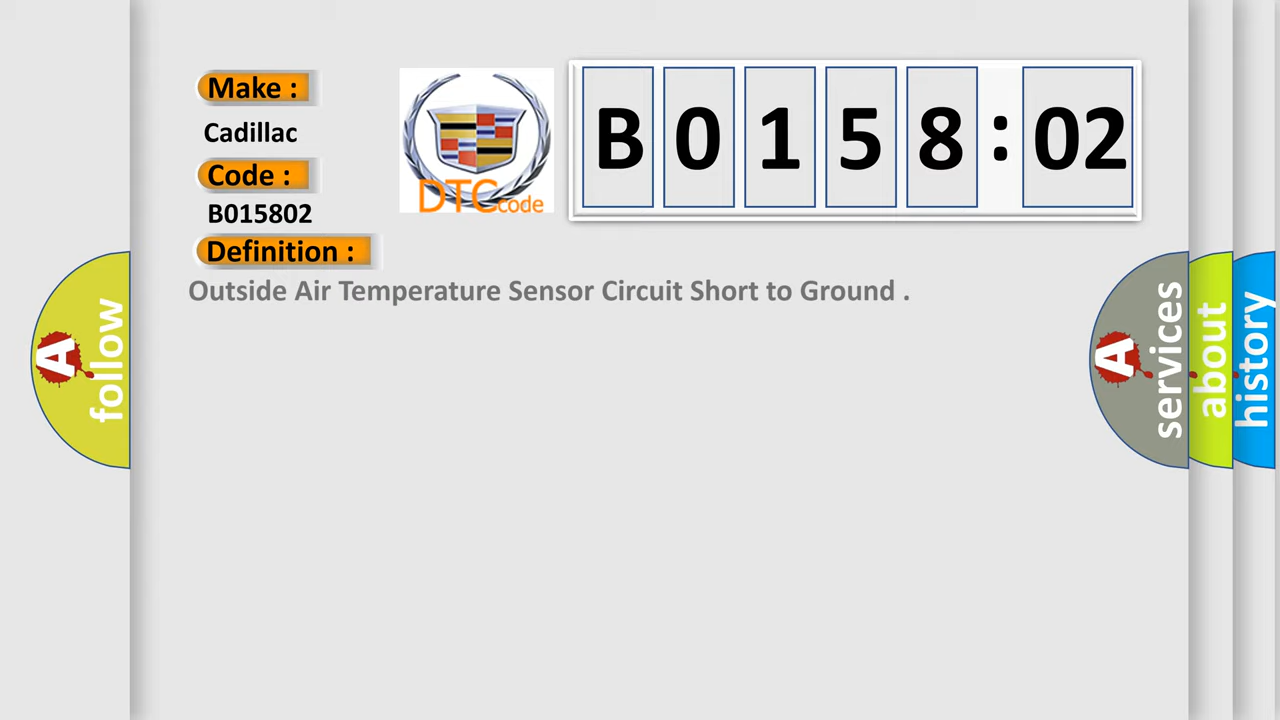 Make :
Cadillac
Code :
B015802
Definition :
Outside Air Temperature Sensor Circuit Short to Ground .
DTC code
B 0 1 5 8 : 02
A follow
A services
about
history